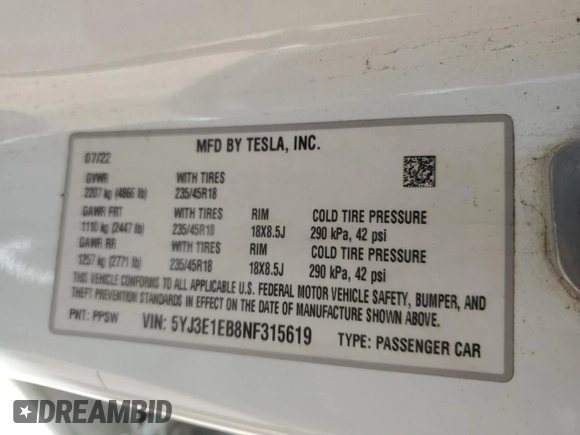 MFD BY TESLA, INC.
07/22
GVWR WITH TIRES
2207 kg (4866 lb) 235/45R18
GAWR FRT WITH TIRES RIM COLD TIRE PRESSURE
1110 kg (2447 lb) 235/45R18 18X8.5J 290 kPa, 42 psi
GAWR RR WITH TIRES RIM COLD TIRE PRESSURE
1257 kg (2771 lb) 235/45R18 18X8.5J 290 kPa, 42 psi
THIS VEHICLE CONFORMS TO ALL APPLICABLE U.S. FEDERAL MOTOR VEHICLE SAFETY, BUMPER, AND
THEFT PREVENTION STANDARDS IN EFFECT ON THE DATE OF MANUFACTURE SHOWN ABOVE.
PNT: PPSW VIN: 5YJ3E1EB8NF315619 TYPE: PASSENGER CAR
DREAMBID